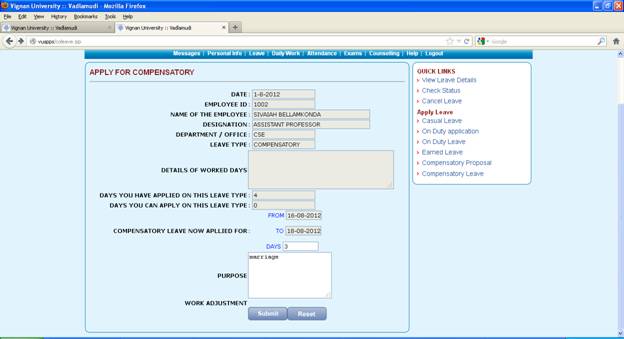 Vignan University :: Vadlamudi - Mozilla Firefox
File Edit View History Bookmarks Tools Help
Vignan University :: Vadlamudi Vignan University :: Vadlamudi
vuapps/coleave.jsp Google
Messages | Personal Info | Leave | Daily Work | Attendance | Exams | Counseling | Help | Logout
APPLY FOR COMPENSATORY
DATE : 1-8-2012
EMPLOYEE ID : 1002
NAME OF THE EMPLOYEE : SIVAIAH BELLAMKONDA
DESIGNATION : ASSISTANT PROFESSOR
DEPARTMENT / OFFICE : CSE
LEAVE TYPE : COMPENSATORY
DETAILS OF WORKED DAYS
DAYS YOU HAVE APPLIED ON THIS LEAVE TYPE : 4
DAYS YOU CAN APPLY ON THIS LEAVE TYPE : 0
FROM 16-08-2012
COMPENSATORY LEAVE NOW APLLIED FOR : TO 18-08-2012
DAYS 3
PURPOSE marriage
WORK ADJUSTMENT
Submit Reset
QUICK LINKS
View Leave Details
Check Status
Cancel Leave
Apply Leave
Casual Leave
On Duty application
On Duty Leave
Earned Leave
Compensatory Proposal
Compensatory Leave